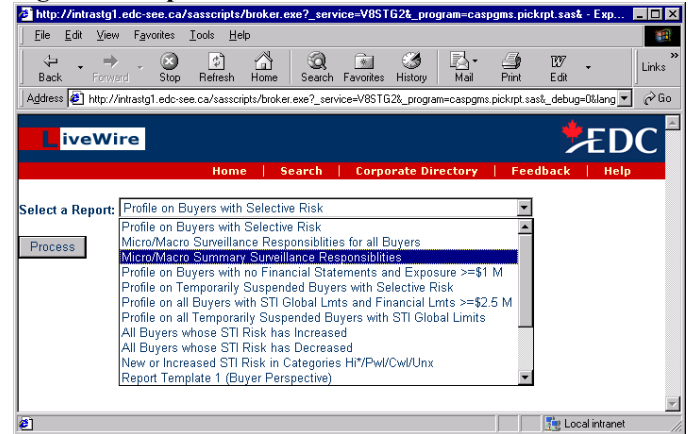 http://intrastg1.edc-see.ca/sasscripts/broker.exe?_service=V8STG2&_program=caspgms.pickrpt.sas& - Exp...
File Edit View Favorites Tools Help
Back Forward Stop Refresh Home Search Favorites History Mail Print Edit Links »
Address http://intrastg1.edc-see.ca/sasscripts/broker.exe?_service=V8STG2&_program=caspgms.pickrpt.sas&_debug=0&lang Go
LiveWire EDC
Home | Search | Corporate Directory | Feedback | Help
Select a Report: Profile on Buyers with Selective Risk
Profile on Buyers with Selective Risk
Process
Micro/Macro Surveillance Responsiblities for all Buyers
Micro/Macro Summary Surveillance Responsiblities
Profile on Buyers with no Financial Statements and Exposure >=$1 M
Profile on Temporarily Suspended Buyers with Selective Risk
Profile on all Buyers with STI Global Lmts and Financial Lmts >=$2.5 M
Profile on all Temporarily Suspended Buyers with STI Global Limits
All Buyers whose STI Risk has Increased
All Buyers whose STI Risk has Decreased
New or Increased STI Risk in Categories Hi*/Pwl/Cwl/Unx
Report Template 1 (Buyer Perspective)
Local intranet